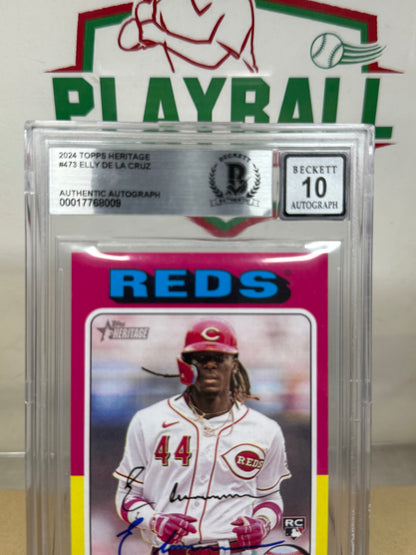 PLAYBALL
2024 TOPPS HERITAGE
#473 ELLY DE LA CRUZ
AUTHENTIC AUTOGRAPH
00017768009
BECKETT
B
BECKETT
10
AUTOGRAPH
REDS
Topps
HERITAGE
C
44
REDS
RC